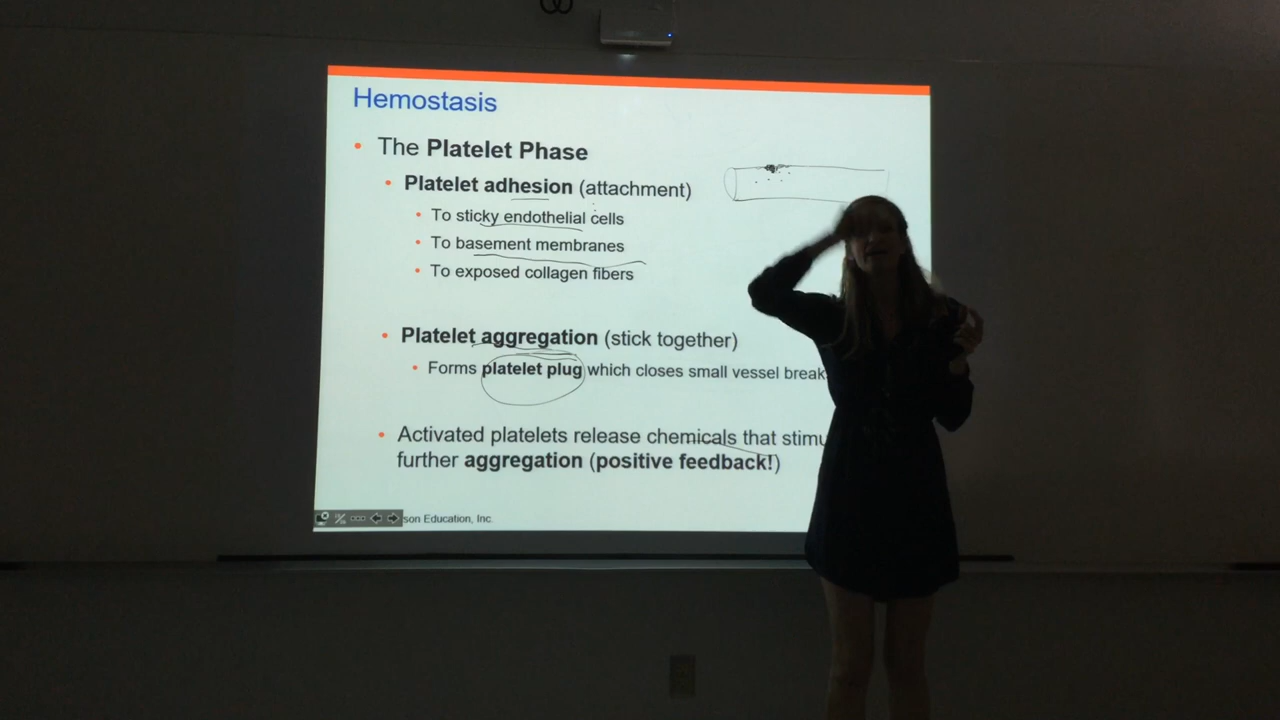 Hemostasis
• The Platelet Phase
• Platelet adhesion (attachment)
• To sticky endothelial cells
• To basement membranes
• To exposed collagen fibers
• Platelet aggregation (stick together)
• Forms platelet plug which closes small vessel break
• Activated platelets release chemicals that stimu
further aggregation (positive feedback!)
son Education, Inc.